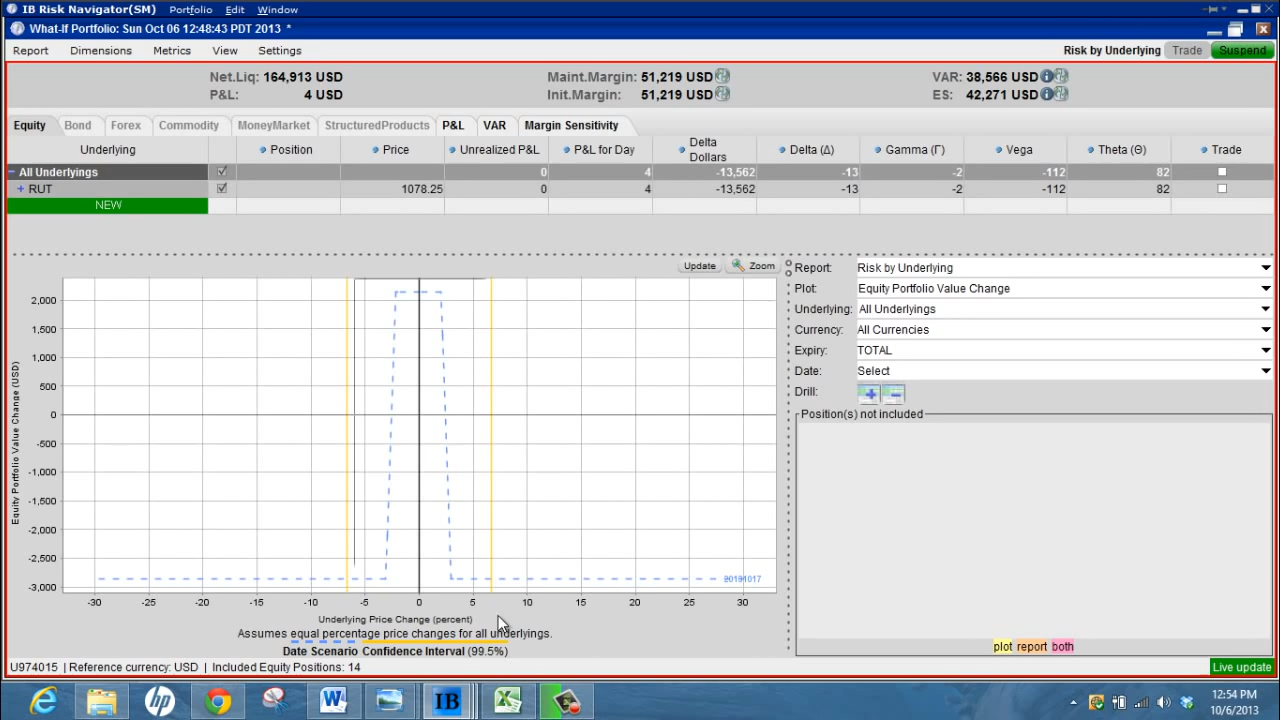 IB Risk Navigator(SM) Portfolio Edit Window
What-If Portfolio: Sun Oct 06 12:48:43 PDT 2013 *
Report Dimensions Metrics View Settings Risk by Underlying Trade Suspend
Net.Liq: 164,913 USD Maint.Margin: 51,219 USD VAR: 38,566 USD
P&L: 4 USD Init.Margin: 51,219 USD ES: 42,271 USD
Equity Bond Forex Commodity MoneyMarket StructuredProducts P&L VAR Margin Sensitivity
Underlying Position Price Unrealized P&L P&L for Day Delta Dollars Delta (Δ) Gamma (Γ) Vega Theta (Θ) Trade
− All Underlyings 0 4 -13,562 -13 -2 -112 82
+ RUT 1078.25 0 4 -13,562 -13 -2 -112 82
NEW
Update Zoom
Equity Portfolio Value Change (USD)
2,000
1,500
1,000
500
0
-500
-1,000
-1,500
-2,000
-2,500
-3,000
-30 -25 -20 -15 -10 -5 0 5 10 15 20 25 30
Underlying Price Change (percent)
Assumes equal percentage price changes for all underlyings.
Date Scenario Confidence Interval (99.5%)
Report: Risk by Underlying
Plot: Equity Portfolio Value Change
Underlying: All Underlyings
Currency: All Currencies
Expiry: TOTAL
Date: Select
Drill:
Position(s) not included
plot report both
U974015 | Reference currency: USD | Included Equity Positions: 14 Live update
hp W IB X
12:54 PM
10/6/2013